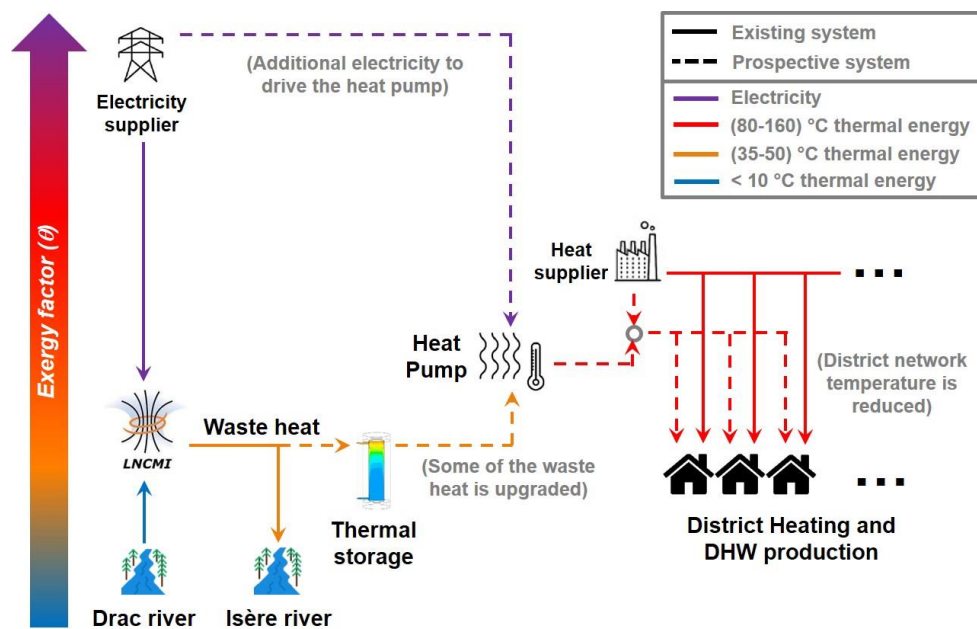 Exergy factor (θ)
Electricity
supplier
(Additional electricity to
drive the heat pump)
Existing system
Prospective system
Electricity
(80-160) °C thermal energy
(35-50) °C thermal energy
< 10 °C thermal energy
Heat
supplier
Heat
Pump
(District network
temperature is
reduced)
LNCMI
Waste heat
(Some of the waste
heat is upgraded)
Thermal
storage
District Heating and
DHW production
Drac river
Isère river